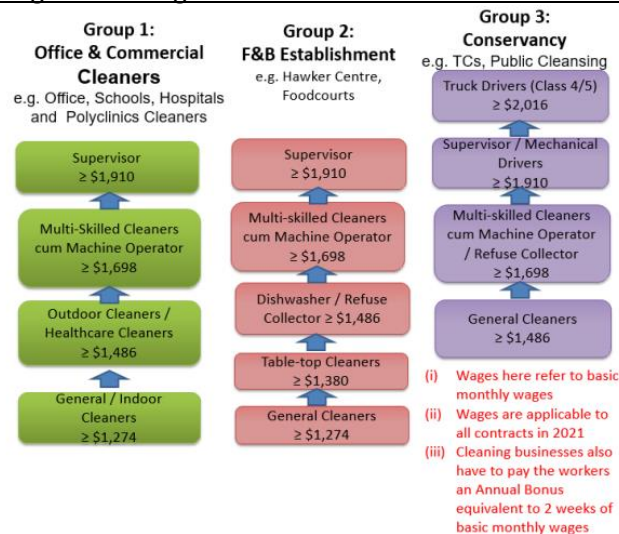 Group 1:
Office & Commercial
Cleaners
e.g. Office, Schools, Hospitals
and Polyclinics Cleaners
Supervisor
≥ $1,910
Multi-Skilled Cleaners
cum Machine Operator
≥ $1,698
Outdoor Cleaners /
Healthcare Cleaners
≥ $1,486
General / Indoor
Cleaners
≥ $1,274
Group 2:
F&B Establishment
e.g. Hawker Centre,
Foodcourts
Supervisor
≥ $1,910
Multi-skilled Cleaners
cum Machine Operator
≥ $1,698
Dishwasher / Refuse
Collector ≥ $1,486
Table-top Cleaners
≥ $1,380
General Cleaners
≥ $1,274
Group 3:
Conservancy
e.g. TCs, Public Cleansing
Truck Drivers (Class 4/5)
≥ $2,016
Supervisor / Mechanical
Drivers
≥ $1,910
Multi-skilled Cleaners
cum Machine Operator
/ Refuse Collector
≥ $1,698
General Cleaners
≥ $1,486
(i) Wages here refer to basic
monthly wages
(ii) Wages are applicable to
all contracts in 2021
(iii) Cleaning businesses also
have to pay the workers
an Annual Bonus
equivalent to 2 weeks of
basic monthly wages